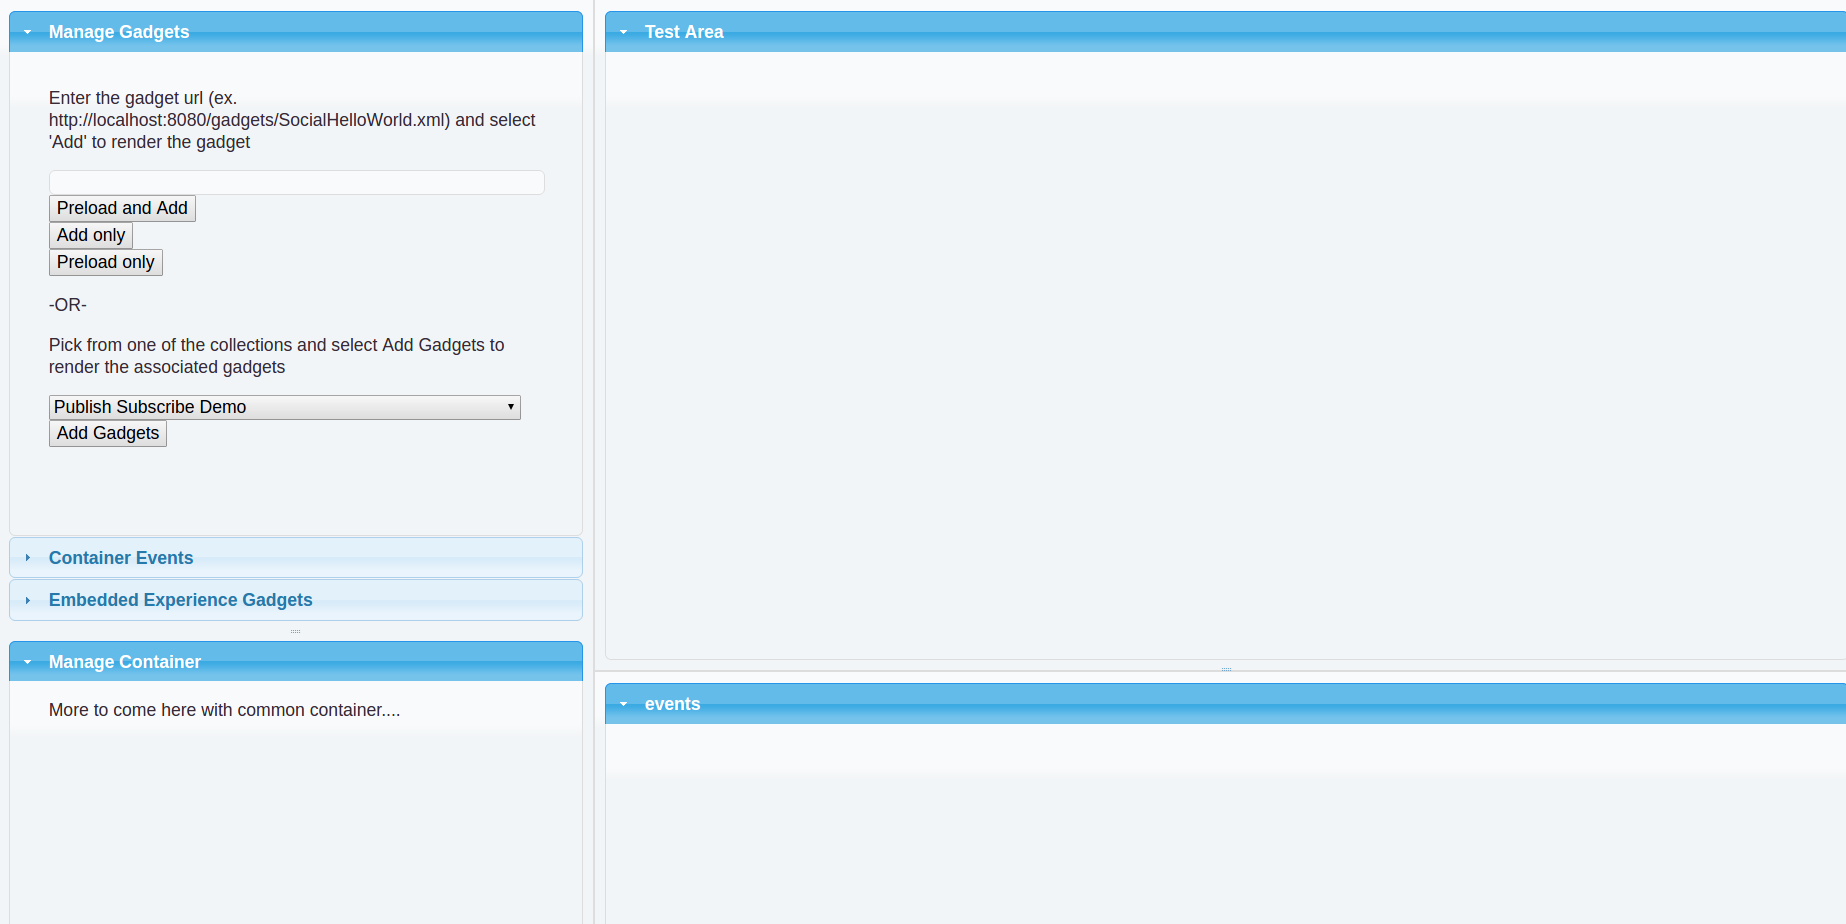 Manage Gadgets
Enter the gadget url (ex.
http://localhost:8080/gadgets/SocialHelloWorld.xml) and select
'Add' to render the gadget
Preload and Add
Add only
Preload only
-OR-
Pick from one of the collections and select Add Gadgets to
render the associated gadgets
Publish Subscribe Demo
Add Gadgets
Container Events
Embedded Experience Gadgets
Manage Container
More to come here with common container....
Test Area
events